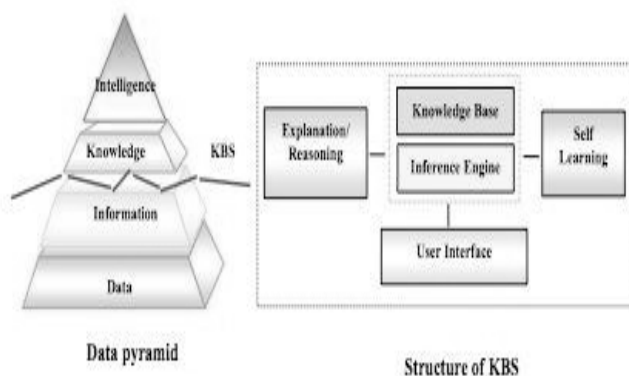 Intelligence
Knowledge
KBS
Information
Data
Data pyramid
Explanation/
Reasoning
Knowledge Base
Inference Engine
Self
Learning
User Interface
Structure of KBS